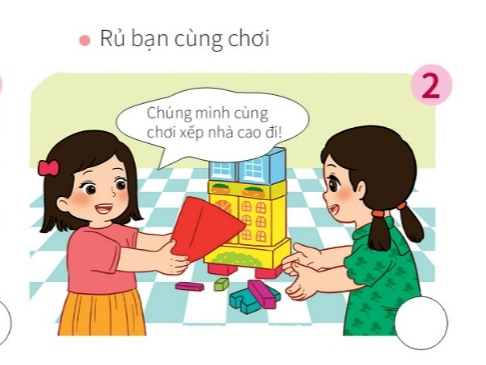 Rủ bạn cùng chơi
2
Chúng mình cùng
chơi xếp nhà cao đi!